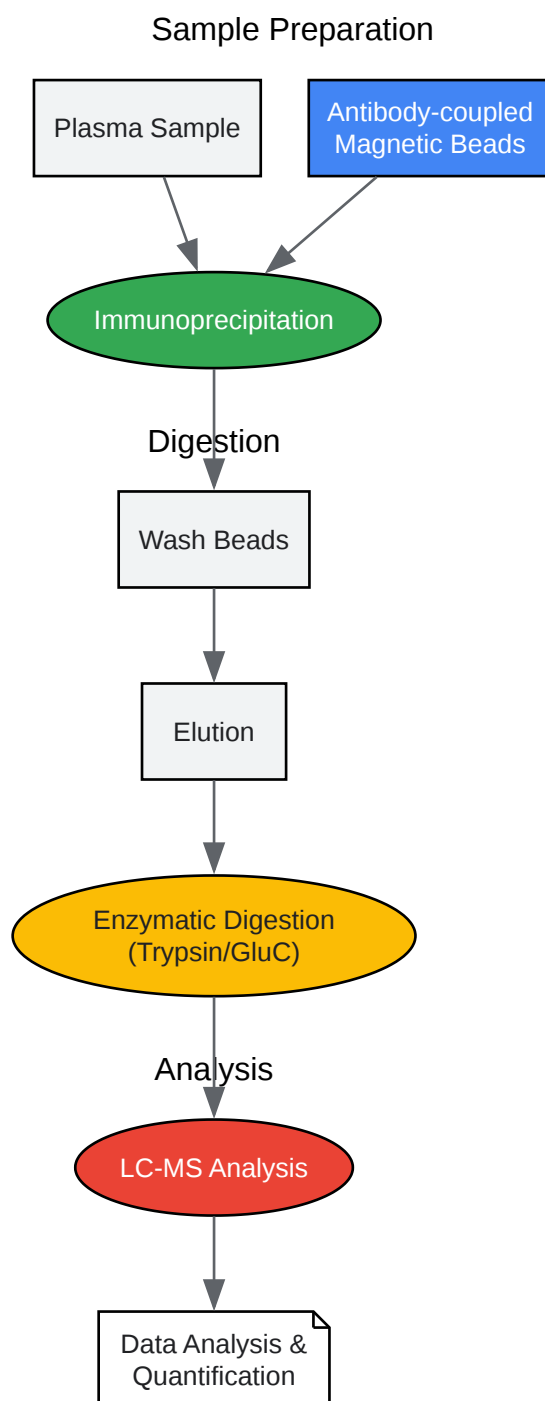 Sample Preparation
Plasma Sample
Antibody-coupled
Magnetic Beads
Immunoprecipitation
Digestion
Wash Beads
Elution
Enzymatic Digestion
(Trypsin/GluC)
Analysis
LC-MS Analysis
Data Analysis &
Quantification